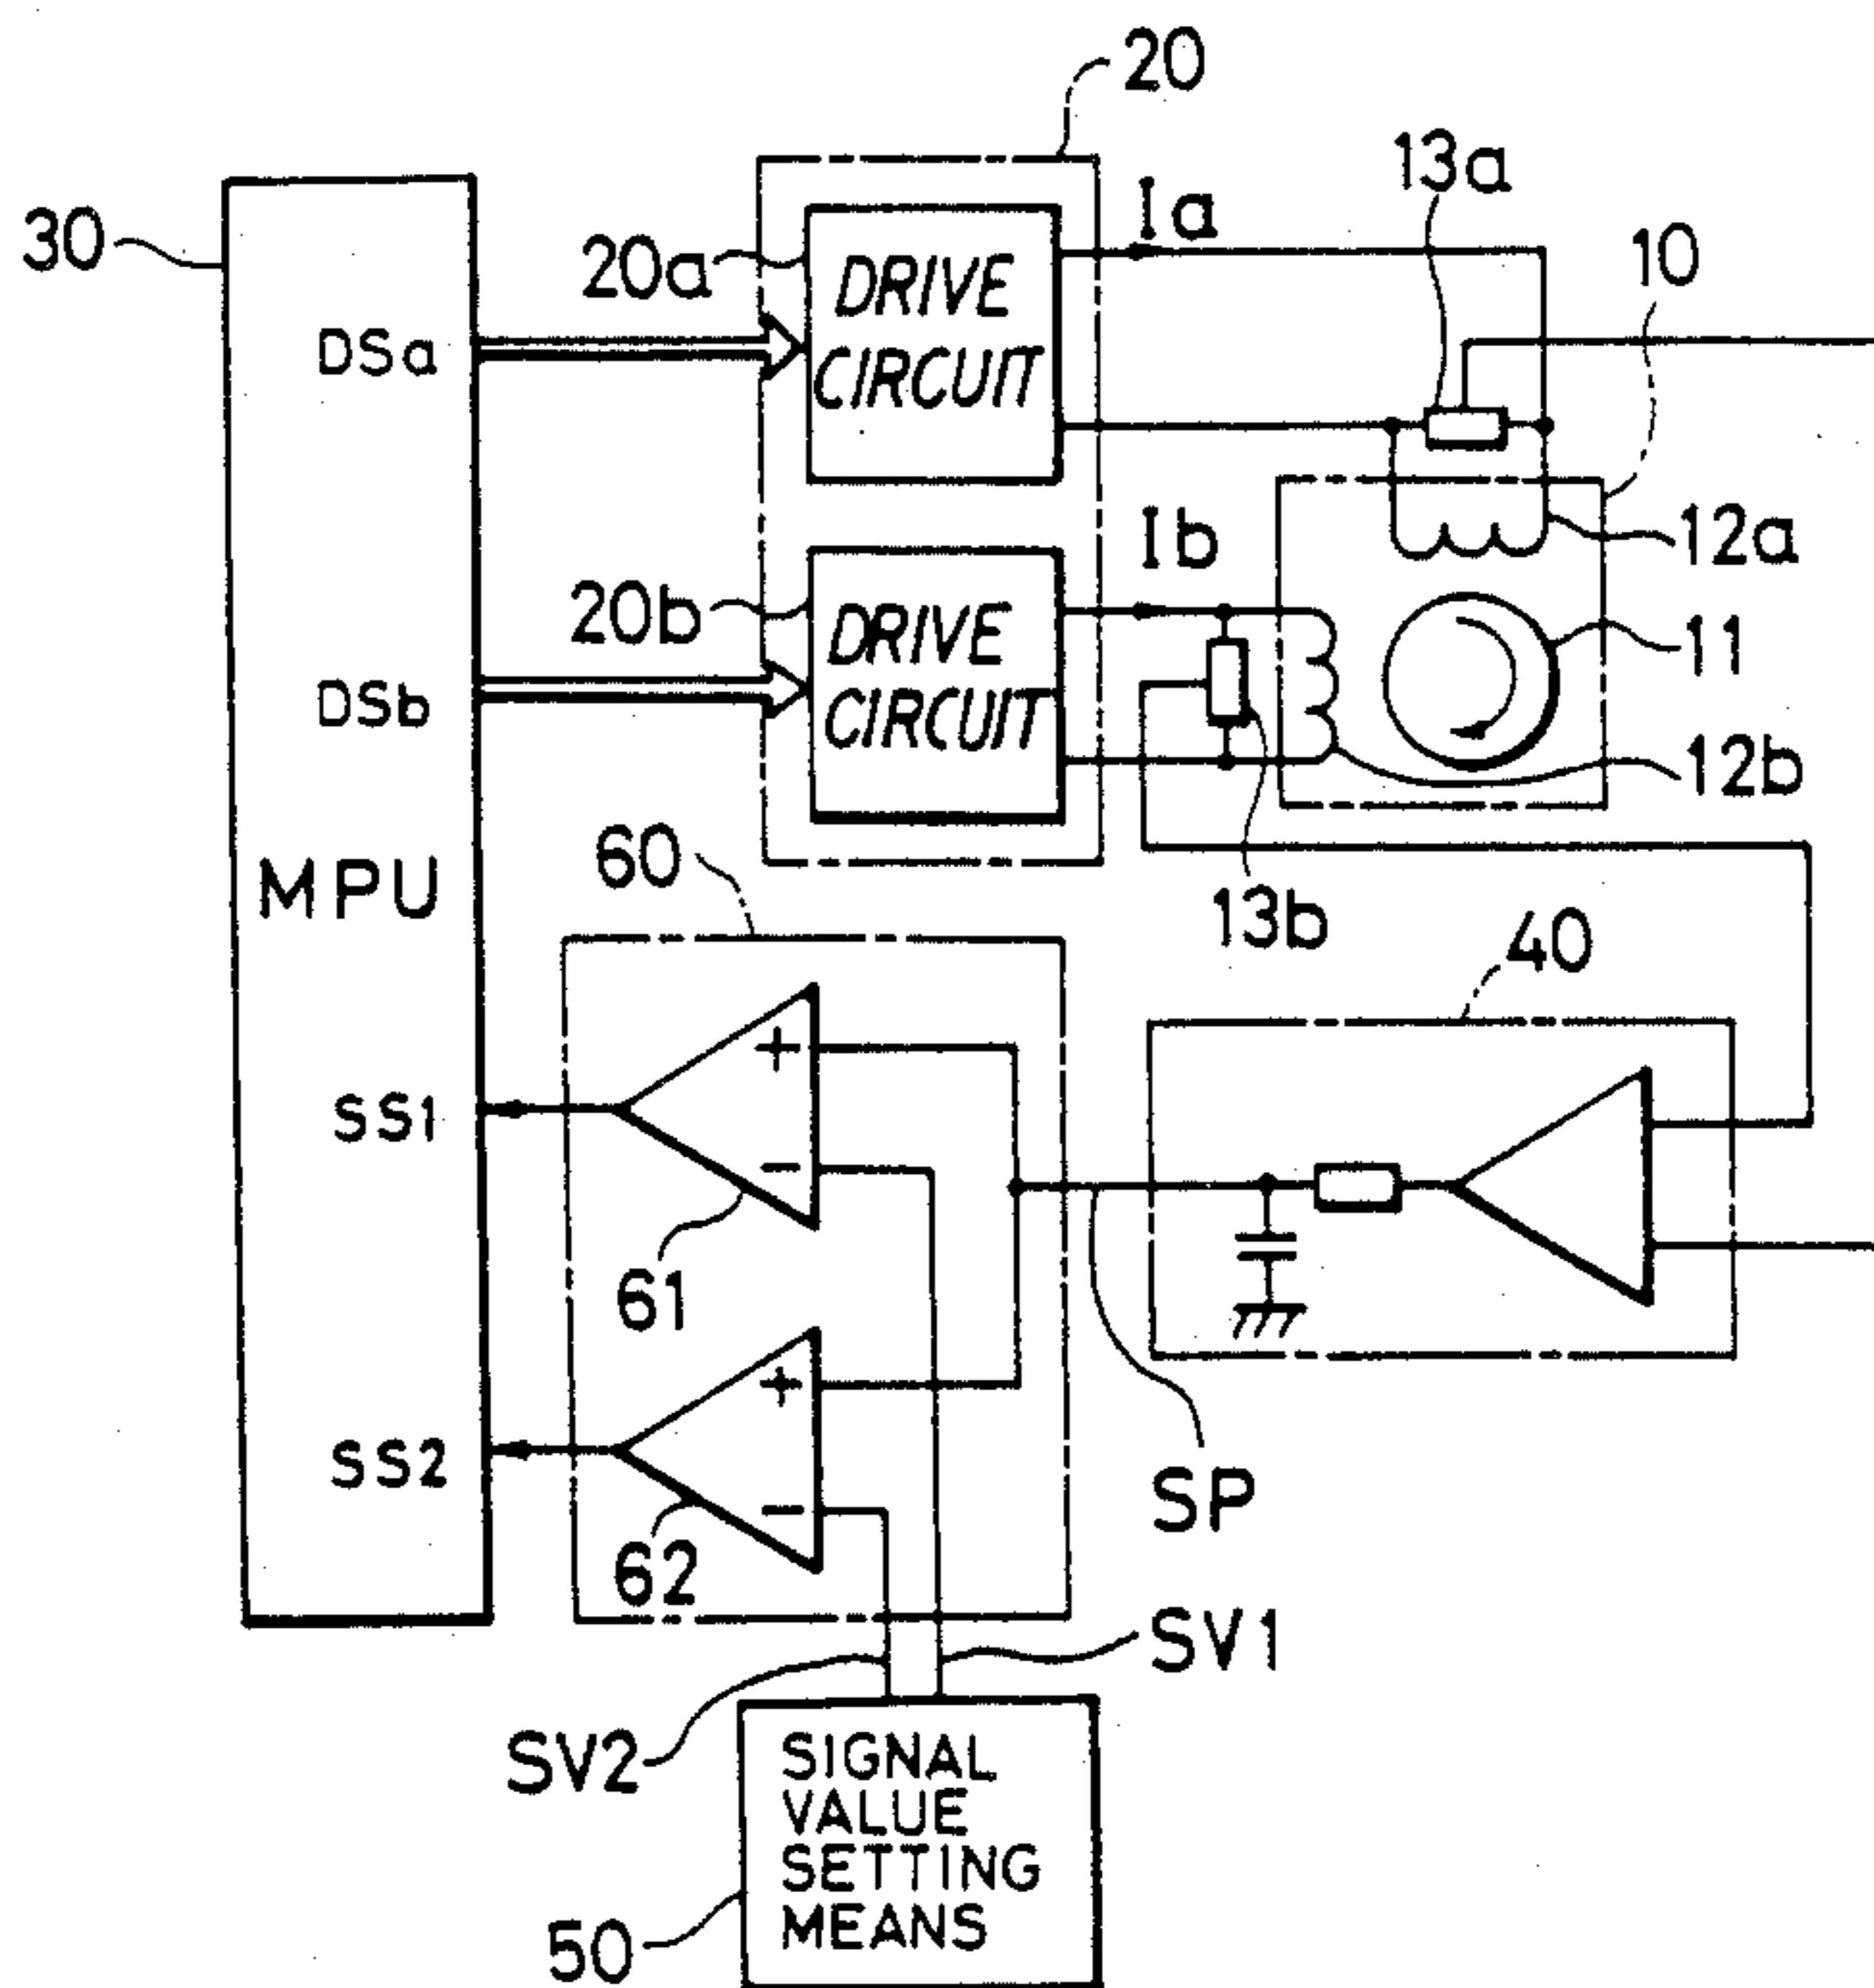 20
13a
30
Ia
10
20a
DRIVE
CIRCUIT
DSa
Ib
12a
20b
DRIVE
CIRCUIT
11
DSb
12b
60
MPU
13b
40
+
SS1
−
61
+
SS2
SP
−
62
SV1
SV2
SIGNAL
VALUE
SETTING
MEANS
50